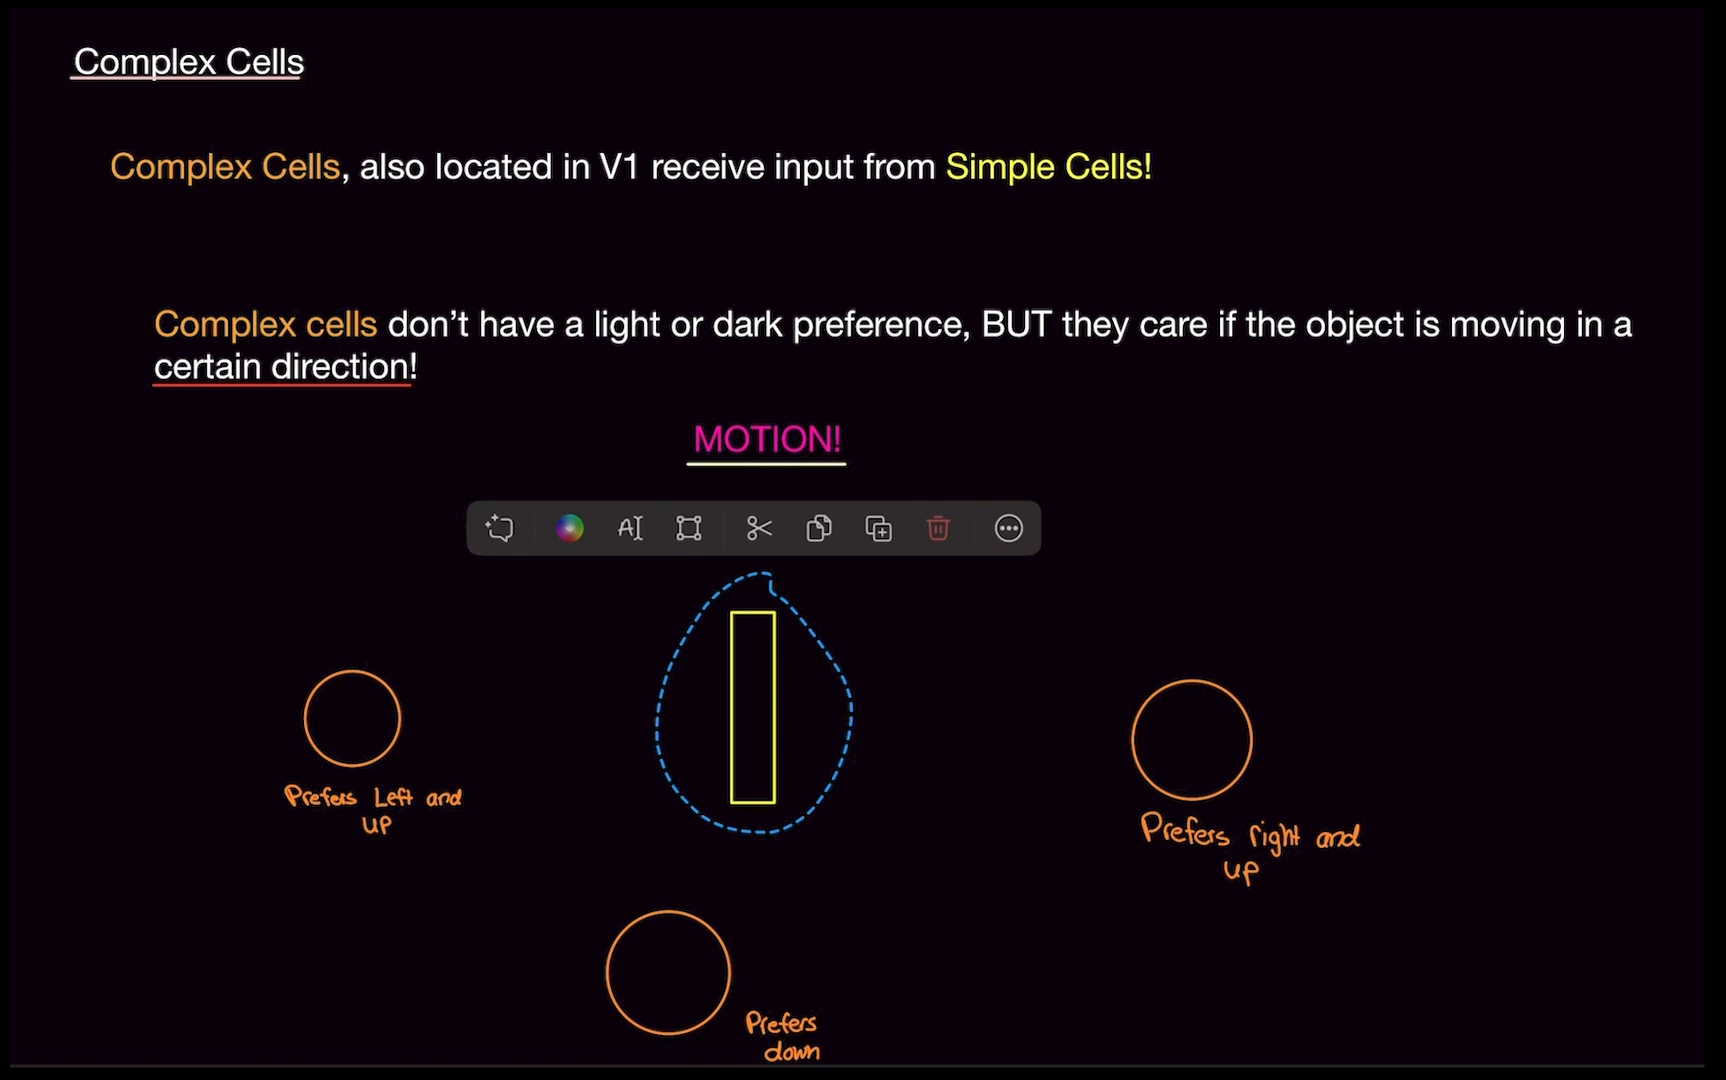 Complex Cells
Complex Cells, also located in V1 receive input from Simple Cells!
Complex cells don’t have a light or dark preference, BUT they care if the object is moving in a
certain direction!
MOTION!
Prefers Left and
up
Prefers right and
up
Prefers
down